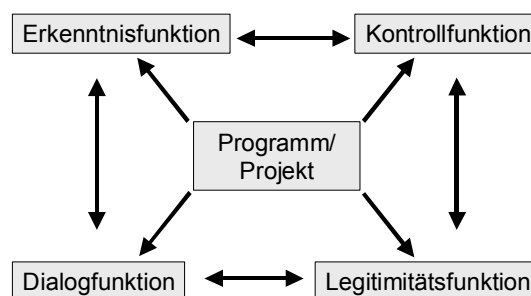 Erkenntnisfunktion
Kontrollfunktion
Programm/
Projekt
Dialogfunktion
Legitimitätsfunktion